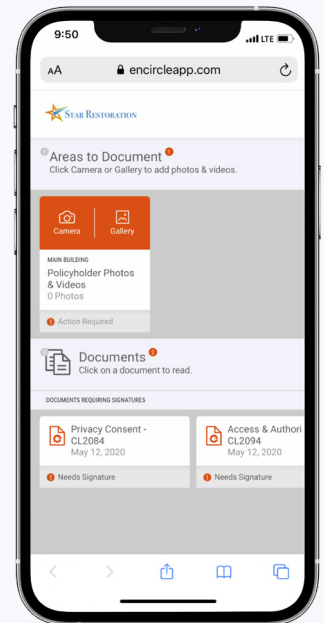 9:50
LTE
AA
encircleapp.com
STAR RESTORATION
Areas to Document
Click Camera or Gallery to add photos & videos.
Camera
Gallery
MAIN BUILDING
Policyholder Photos
& Videos
0 Photos
! Action Required
Documents 2
Click on a document to read.
DOCUMENTS REQUIRING SIGNATURES
Privacy Consent -
CL2084
May 12, 2020
! Needs Signature
Access & Authori
CL2094
May 12, 2020
! Needs Signature